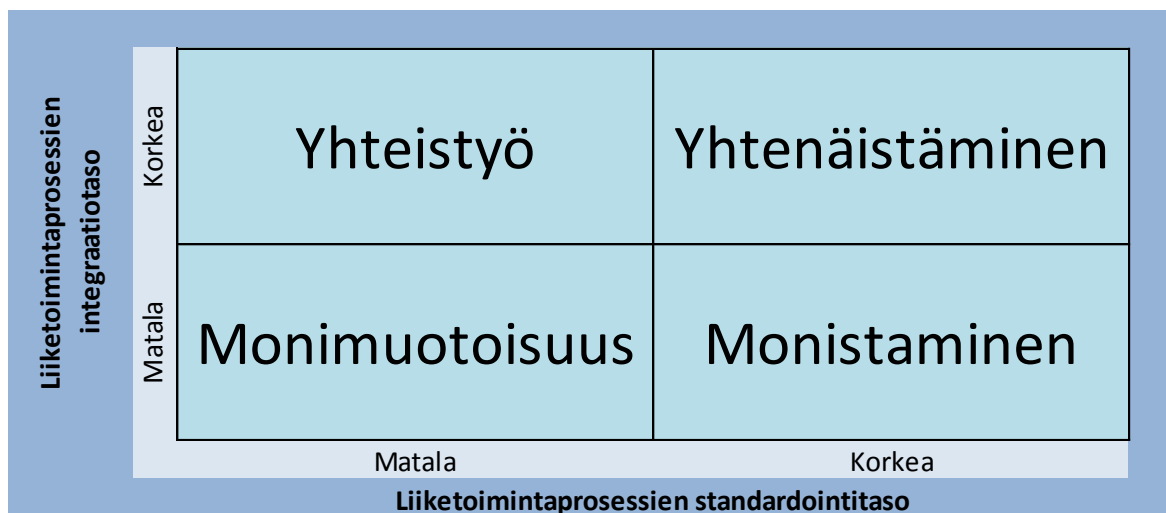 Liiketoimintaprosessien
integraatiotaso
Korkea
Yhteistyö
Yhtenäistäminen
Matala
Monimuotoisuus
Monistaminen
Matala
Korkea
Liiketoimintaprosessien standardointitaso